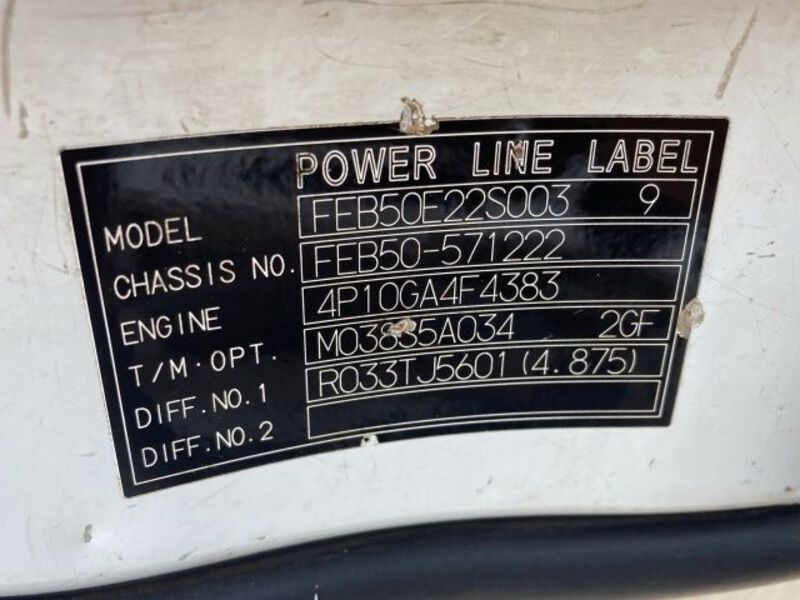 POWER LINE LABEL
MODEL FEB50E22S003 9
CHASSIS NO. FEB50-571222
ENGINE 4P10GA4F4383
T/M·OPT. 2GF
DIFF.NO.1 R033TJ5601(4.875)
DIFF.NO.2